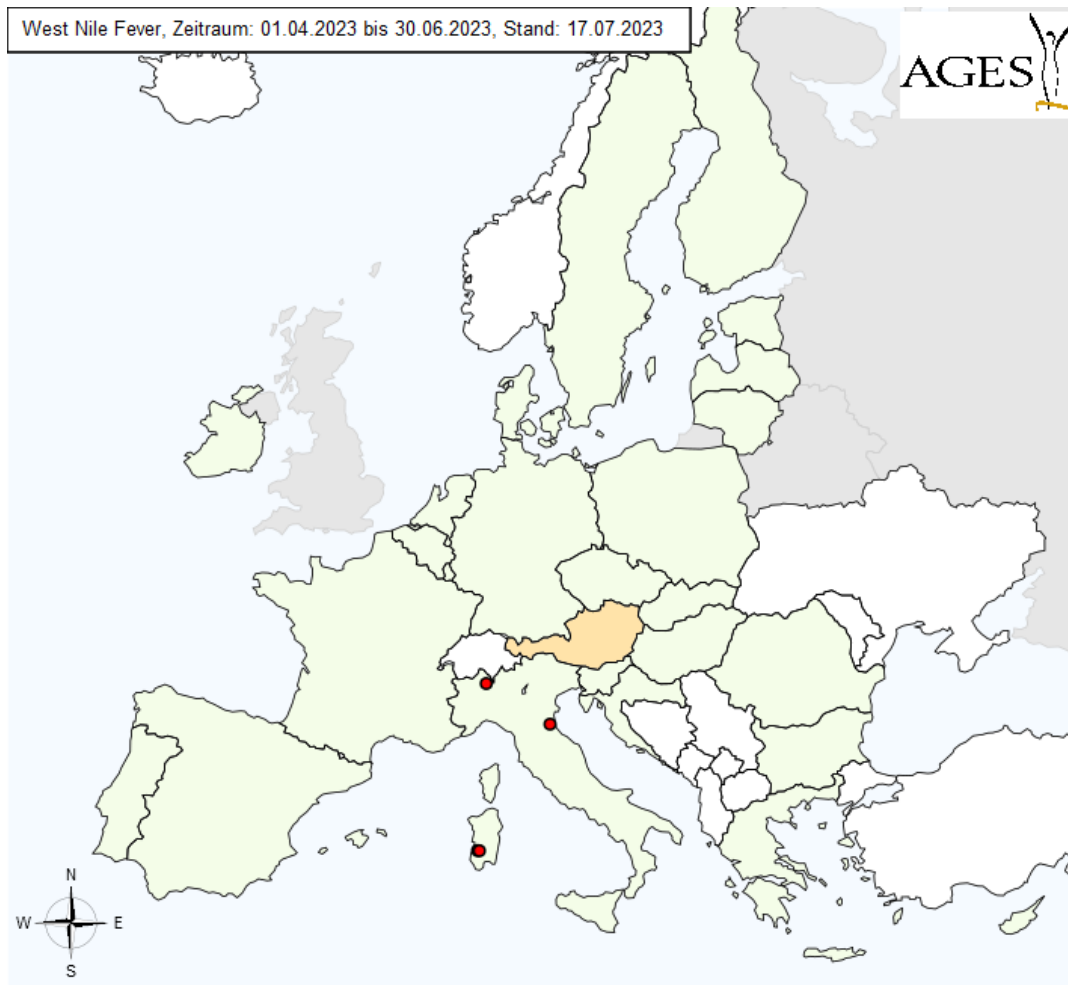 West Nile Fever, Zeitraum: 01.04.2023 bis 30.06.2023, Stand: 17.07.2023
AGES
N
W E
S